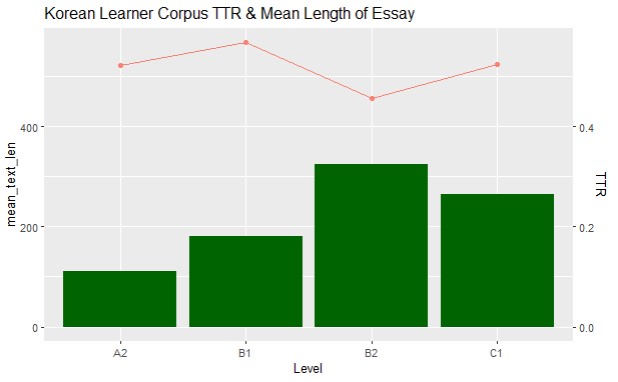 Korean Learner Corpus TTR & Mean Length of Essay
400
200
0
mean_text_len
0.4
0.2
0.0
TTR
A2 B1 B2 C1
Level